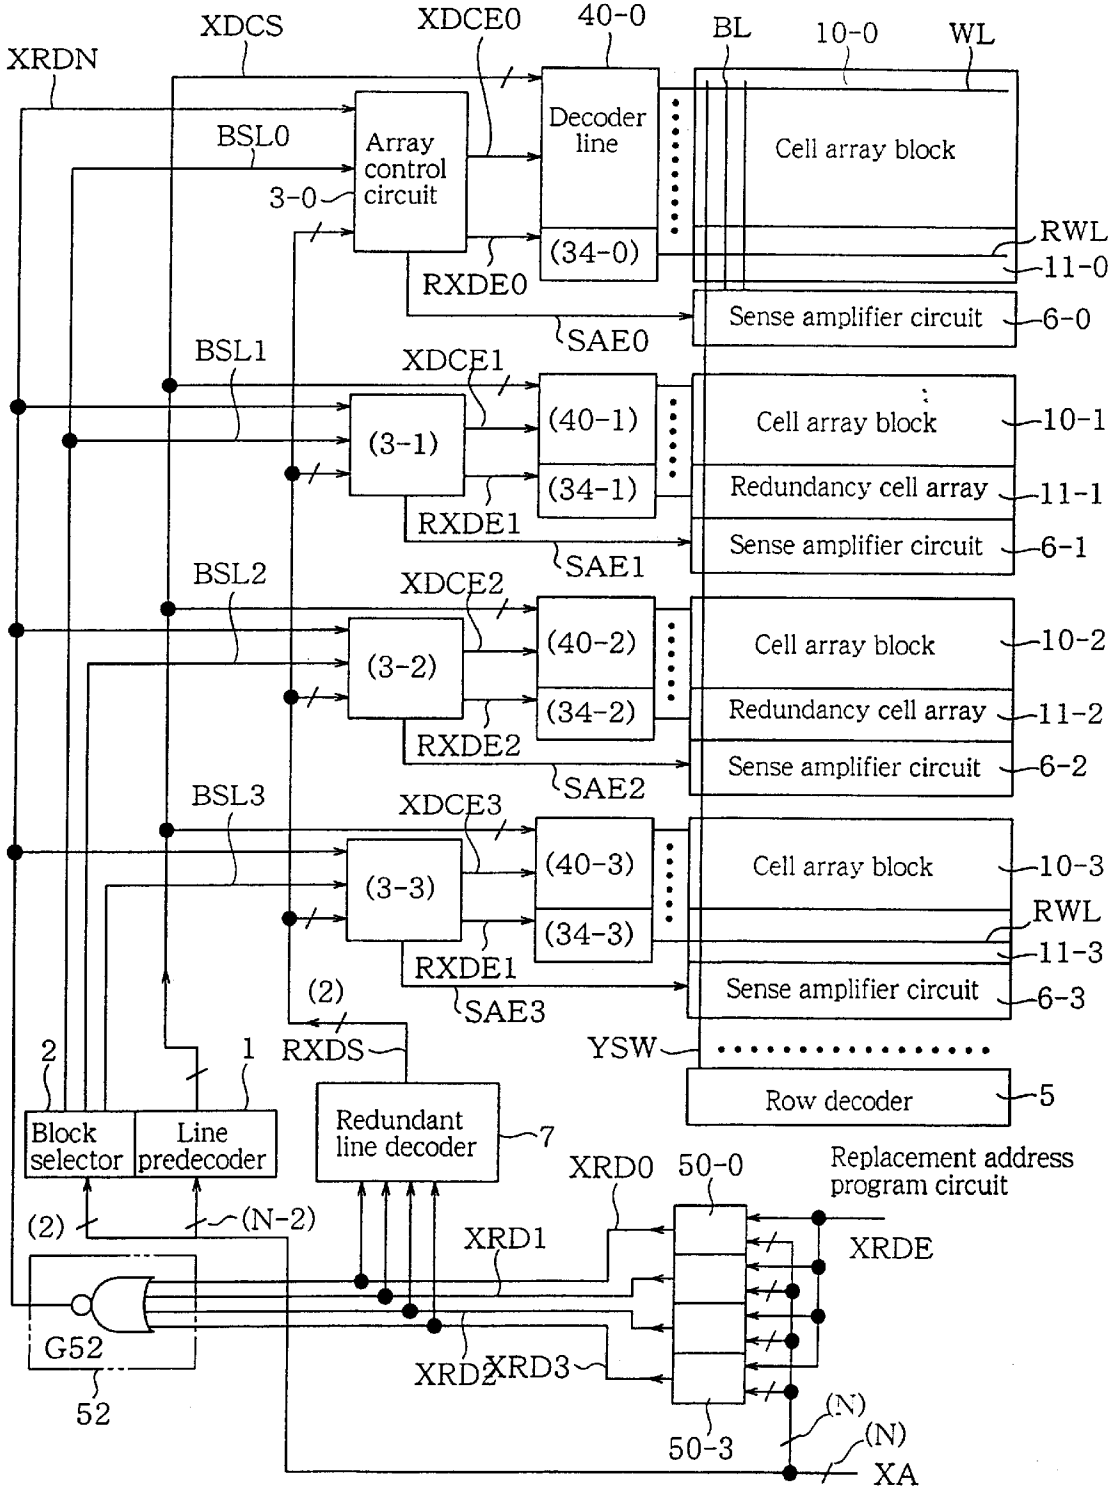 XDCS
XDCE0
40-0
BL
10-0
WL
XRDN
BSL0
Array
control
circuit
3-0
Decoder
line
Cell array block
(34-0)
RWL
11-0
RXDE0
SAE0
Sense amplifier circuit
6-0
BSL1
XDCE1
(40-1)
Cell array block
10-1
(3-1)
(34-1)
Redundancy cell array
11-1
RXDE1
SAE1
Sense amplifier circuit
6-1
BSL2
XDCE2
(40-2)
Cell array block
10-2
(3-2)
(34-2)
Redundancy cell array
11-2
RXDE2
SAE2
Sense amplifier circuit
6-2
BSL3
XDCE3
(40-3)
Cell array block
10-3
(3-3)
RWL
(34-3)
11-3
RXDE1
SAE3
Sense amplifier circuit
6-3
(2)
RXDS
YSW
2
1
Row decoder
5
Block
selector
Line
predecoder
Redundant
line decoder
7
(2)
(N-2)
XRD0
50-0
Replacement address
program circuit
XRD1
XRDE
G52
52
XRD2
XRD3
50-3
(N)
(N)
XA